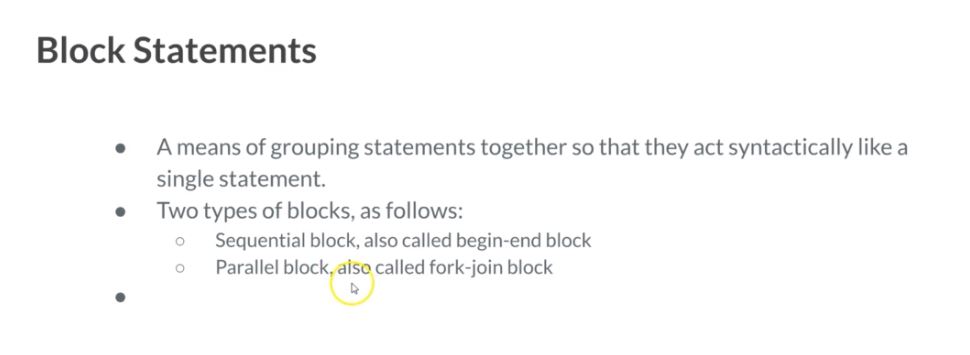 Block Statements
● A means of grouping statements together so that they act syntactically like a
single statement.
● Two types of blocks, as follows:
○ Sequential block, also called begin-end block
○ Parallel block, also called fork-join block
●